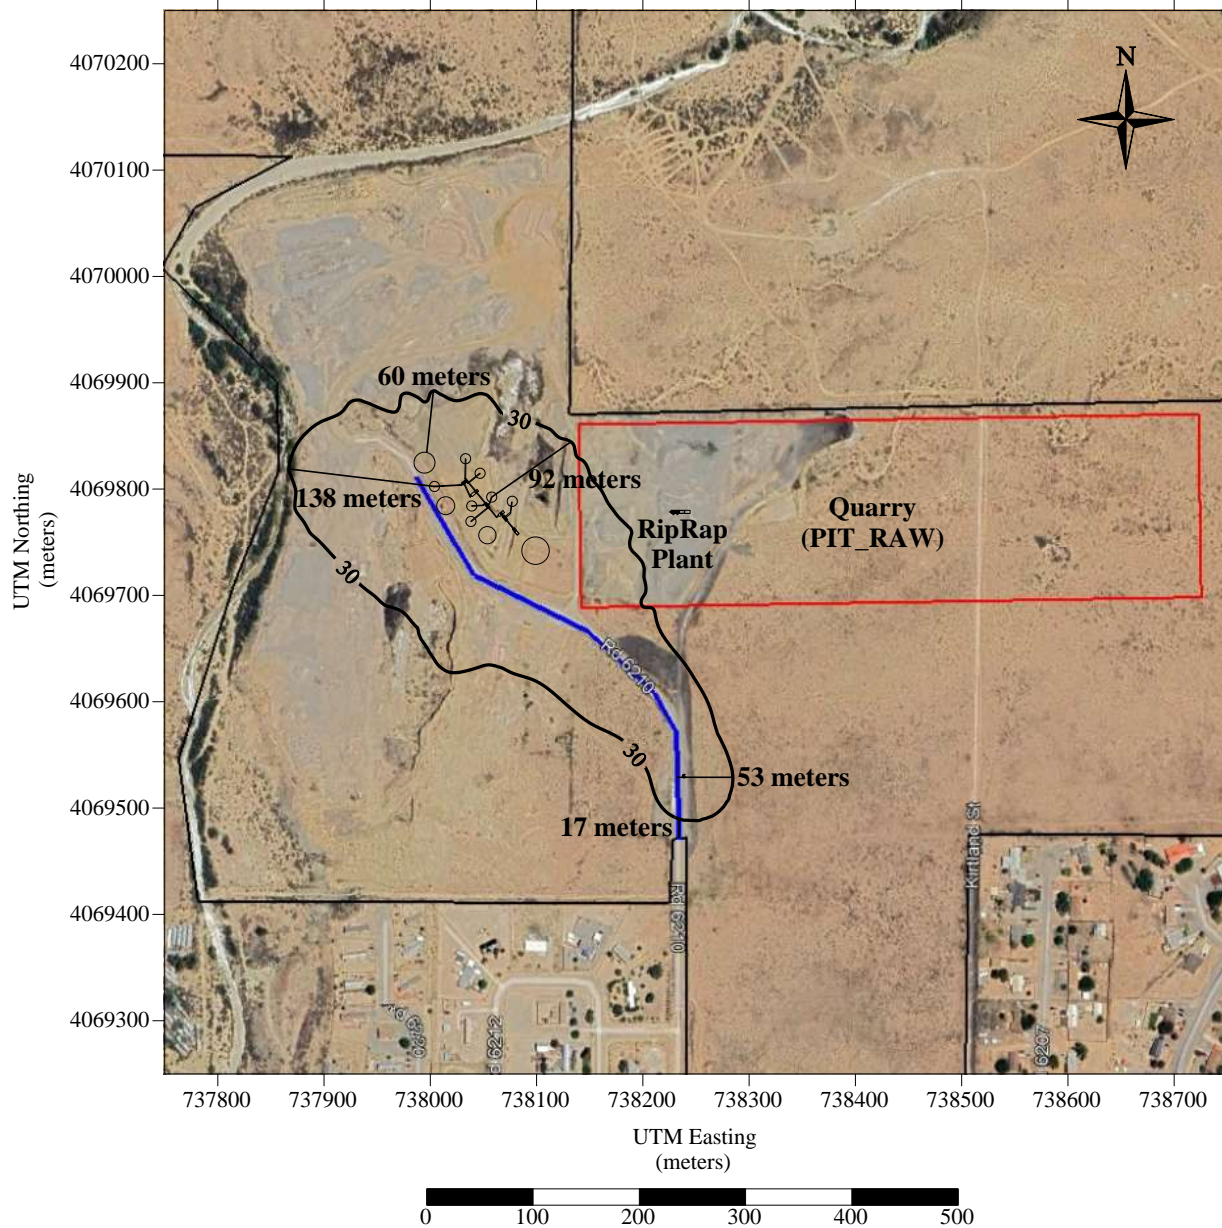 4070200
N
4070100
4070000
4069900
60 meters
30
4069800
138 meters
92 meters
RipRap
Plant
Quarry
(PIT_RAW)
30
4069700
Rd 6210
4069600
30
53 meters
4069500
17 meters
Kirtland St
4069400
Rd 6210
4069300
6212
6207
737800
737900
738000
738100
738200
738300
738400
738500
738600
738700
UTM Northing
(meters)
UTM Easting
(meters)
0
100
200
300
400
500